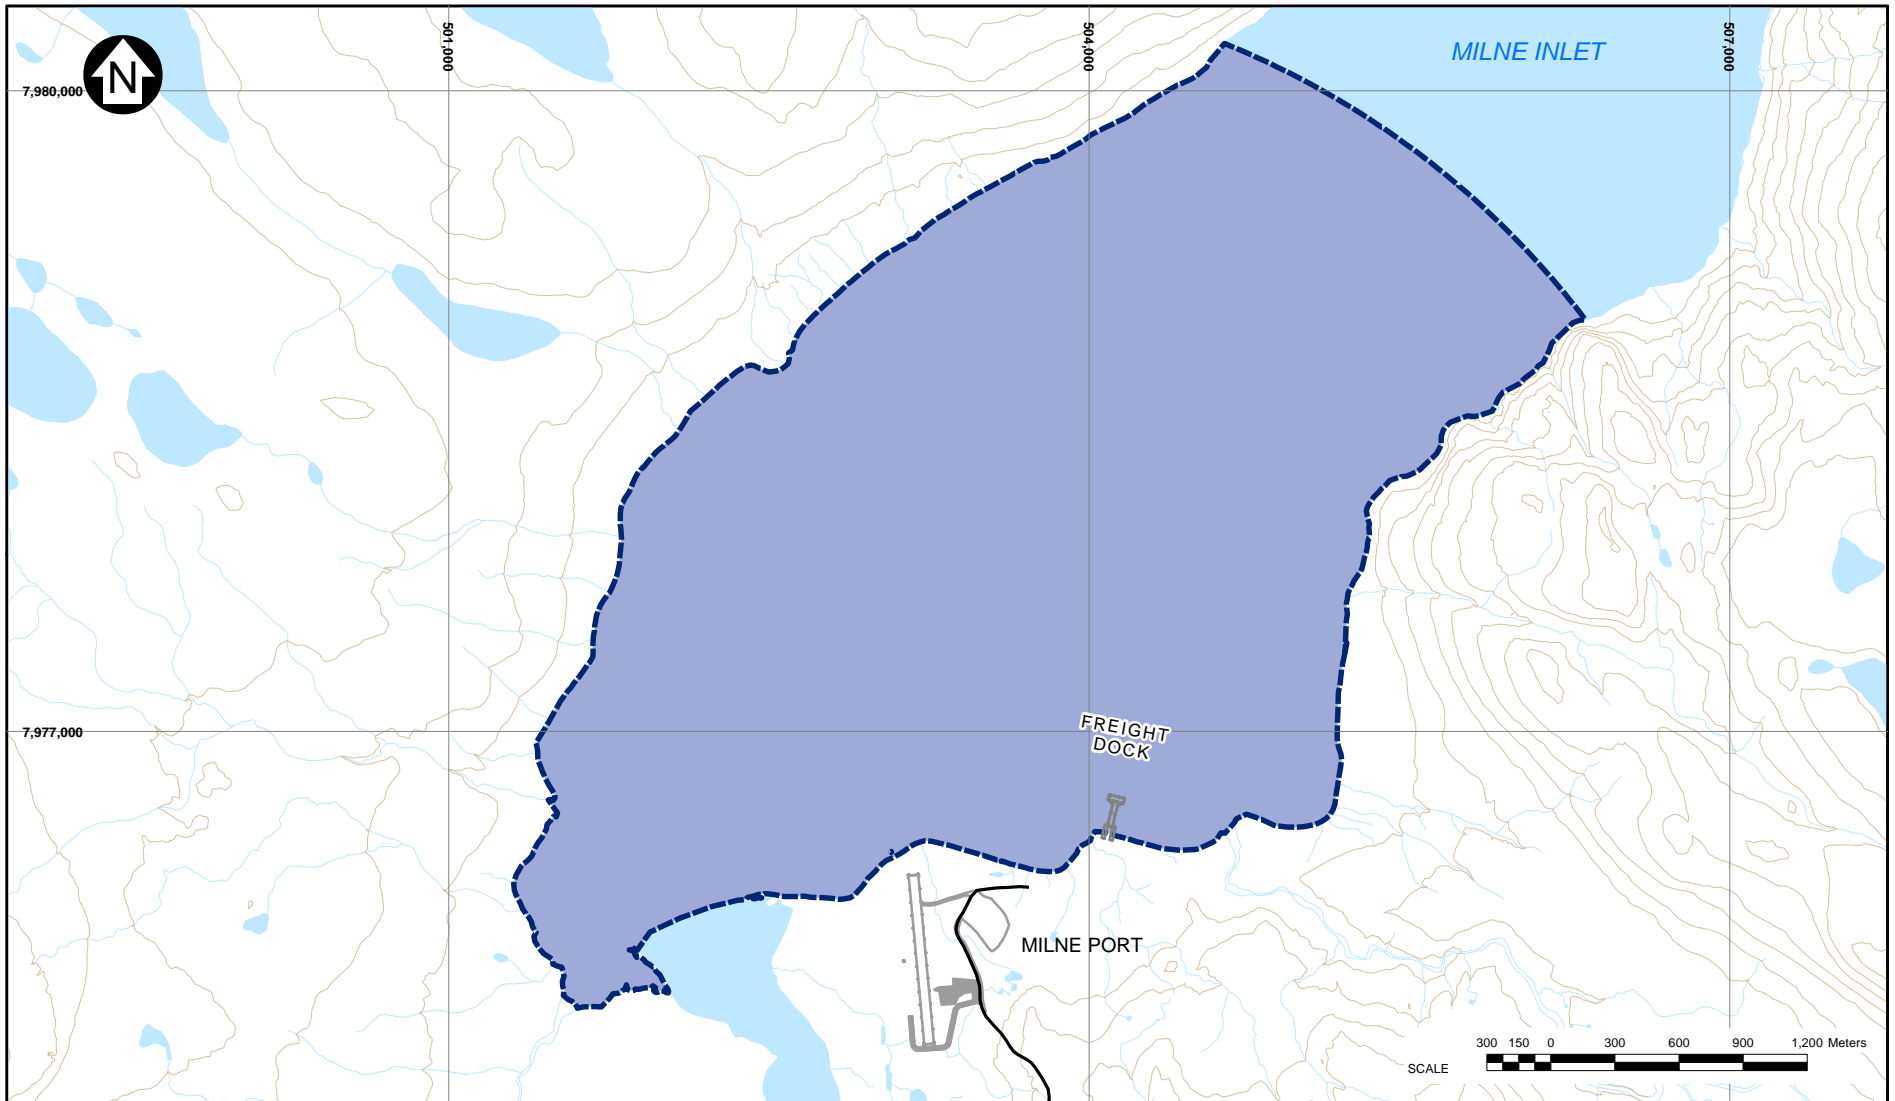 501,000
504,000
507,000
MILNE INLET
N
7,980,000
7,977,000
FREIGHT
DOCK
MILNE PORT
300 150 0 300 600 900 1,200 Meters
SCALE